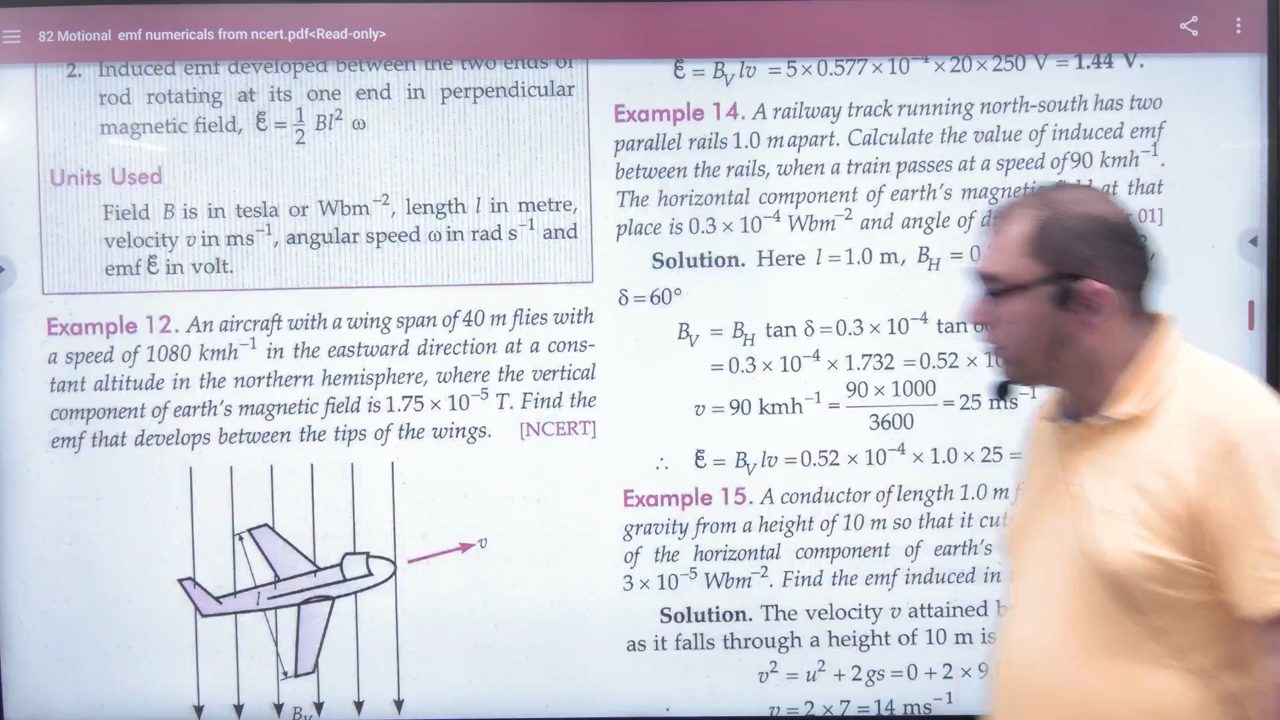 82 Motional emf numericals from ncert.pdf<Read-only>
2. Induced emf developed between the two ends of
rod rotating at its one end in perpendicular
magnetic field, ℰ = 1/2 Bl² ω
Units Used
Field B is in tesla or Wbm⁻², length l in metre,
velocity v in ms⁻¹, angular speed ω in rad s⁻¹ and
emf ℰ in volt.
Example 12. An aircraft with a wing span of 40 m flies with
a speed of 1080 kmh⁻¹ in the eastward direction at a cons-
tant altitude in the northern hemisphere, where the vertical
component of earth's magnetic field is 1.75 × 10⁻⁵ T. Find the
emf that develops between the tips of the wings. [NCERT]
v
l
B_V
ℰ = B_V lv = 5×0.577×10⁻⁴×20×250 V = 1.44 V.
Example 14. A railway track running north-south has two
parallel rails 1.0 m apart. Calculate the value of induced emf
between the rails, when a train passes at a speed of 90 kmh⁻¹.
The horizontal component of earth's magnetic at that
place is 0.3 × 10⁻⁴ Wbm⁻² and angle of 01]
Solution. Here l = 1.0 m, B_H = 0
δ = 60°
B_V = B_H tan δ = 0.3 × 10⁻⁴ tan
= 0.3 × 10⁻⁴ × 1.732 = 0.52 ×
v = 90 kmh⁻¹ = 90 × 1000 / 3600 = 25 ms⁻¹
∴ ℰ = B_V lv = 0.52 × 10⁻⁴ × 1.0 × 25 =
Example 15. A conductor of length 1.0 m
gravity from a height of 10 m so that it
of the horizontal component of earth's
3 × 10⁻⁵ Wbm⁻². Find the emf induced in
Solution. The velocity v attained
as it falls through a height of 10 m is
v² = u² + 2gs = 0 + 2 × 9
v = 2 × 7 = 14 ms⁻¹